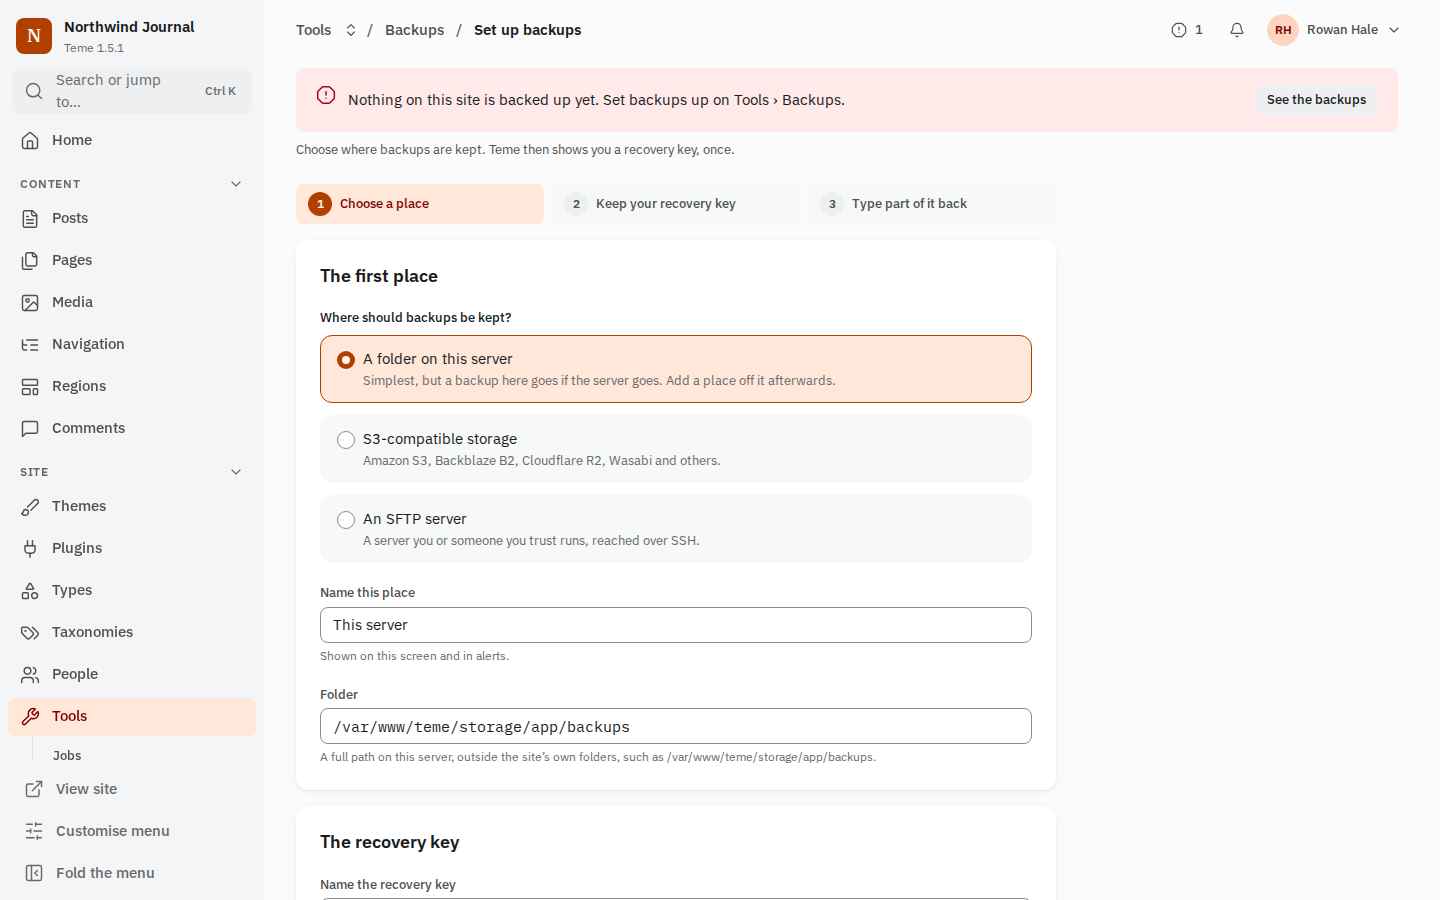 N
Northwind Journal
Teme 1.5.1
Search or jump to...
Ctrl K
Home
CONTENT
Posts
Pages
Media
Navigation
Regions
Comments
SITE
Themes
Plugins
Types
Taxonomies
People
Tools
Jobs
View site
Customise menu
Fold the menu
Tools / Backups / Set up backups
1
RH
Rowan Hale
Nothing on this site is backed up yet. Set backups up on Tools › Backups.
See the backups
Choose where backups are kept. Teme then shows you a recovery key, once.
1 Choose a place
2 Keep your recovery key
3 Type part of it back
The first place
Where should backups be kept?
A folder on this server
Simplest, but a backup here goes if the server goes. Add a place off it afterwards.
S3-compatible storage
Amazon S3, Backblaze B2, Cloudflare R2, Wasabi and others.
An SFTP server
A server you or someone you trust runs, reached over SSH.
Name this place
This server
Shown on this screen and in alerts.
Folder
/var/www/teme/storage/app/backups
A full path on this server, outside the site’s own folders, such as /var/www/teme/storage/app/backups.
The recovery key
Name the recovery key